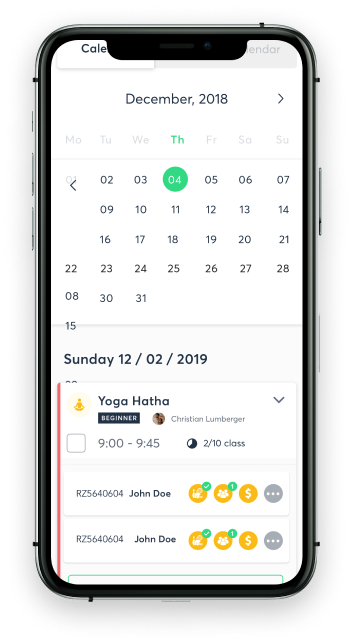 Cale
endar
December, 2018
Mo Tu We Th Fr Sa Su
01 02 03 04 05 06 07
09 10 11 12 13 14
16 17 18 19 20 21
22 23 24 25 26 27 28
08 30 31
15
Sunday 12 / 02 / 2019
Yoga Hatha
BEGINNER Christian Lumberger
9:00 - 9:45 2/10 class
RZ5640604 John Doe 1 $
RZ5640604 John Doe 1 $